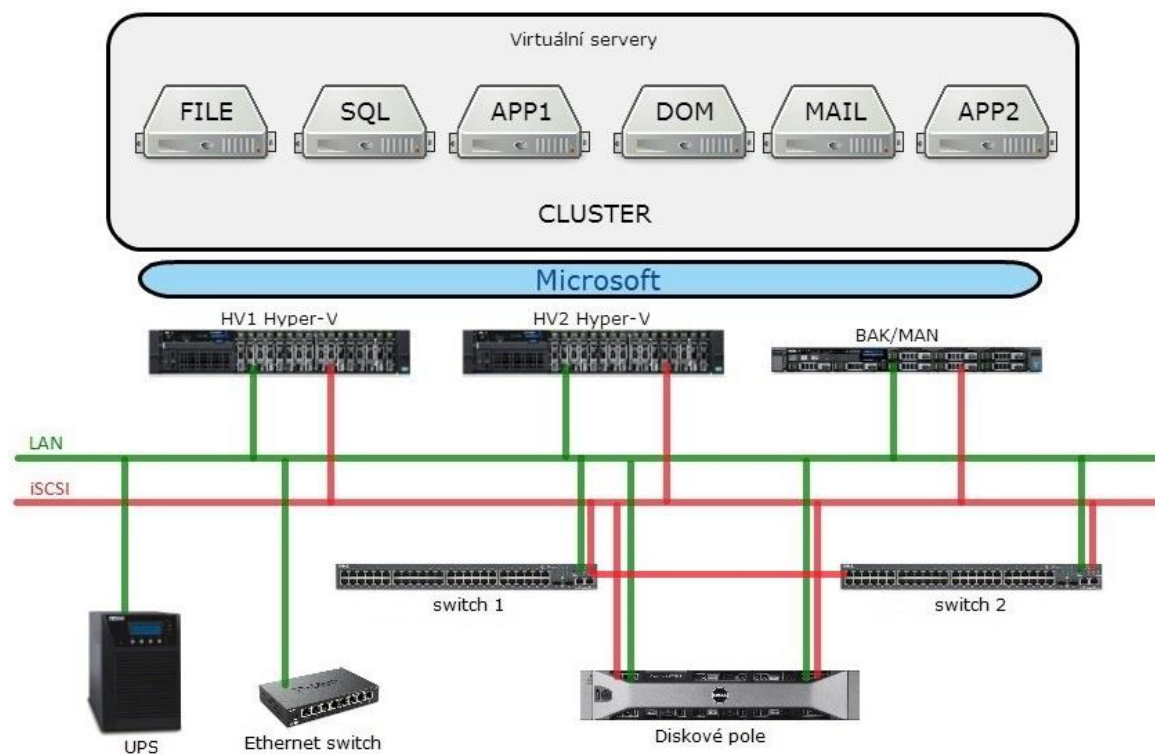 Virtuální servery
FILE
SQL
APP1
DOM
MAIL
APP2
CLUSTER
Microsoft
HV1 Hyper-V
HV2 Hyper-V
BAK/MAN
LAN
iSCSI
switch 1
switch 2
UPS
Ethernet switch
Diskové pole